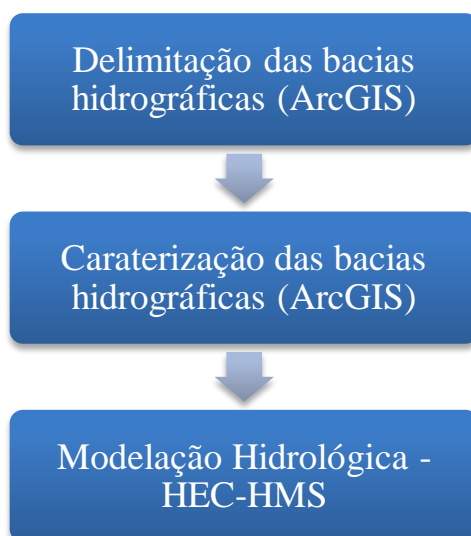 Delimitação das bacias
hidrográficas (ArcGIS)
Caraterização das bacias
hidrográficas (ArcGIS)
Modelação Hidrológica -
HEC-HMS